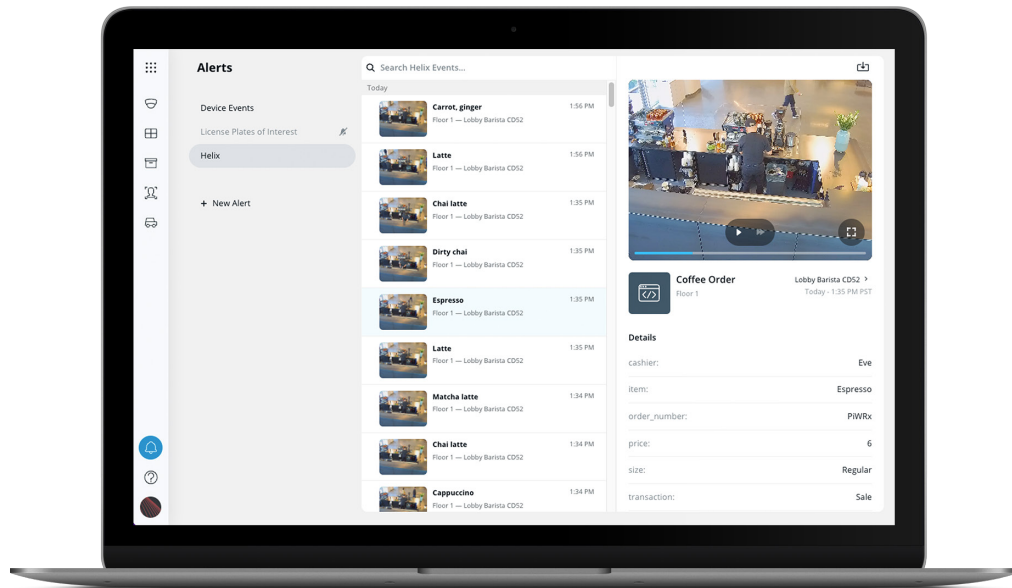 Alerts
Device Events
License Plates of Interest
Helix
+ New Alert
Search Helix Events...
Today
Carrot, ginger 1:56 PM
Floor 1 — Lobby Barista CD52
Latte 1:56 PM
Floor 1 — Lobby Barista CD52
Chai latte 1:35 PM
Floor 1 — Lobby Barista CD52
Dirty chai 1:35 PM
Floor 1 — Lobby Barista CD52
Espresso 1:35 PM
Floor 1 — Lobby Barista CD52
Latte 1:35 PM
Floor 1 — Lobby Barista CD52
Matcha latte 1:34 PM
Floor 1 — Lobby Barista CD52
Chai latte 1:34 PM
Floor 1 — Lobby Barista CD52
Cappuccino 1:34 PM
Floor 1 — Lobby Barista CD52
Coffee Order Lobby Barista CD52 >
Floor 1 Today - 1:35 PM PST
Details
cashier: Eve
item: Espresso
order_number: PiWRx
price: 6
size: Regular
transaction: Sale